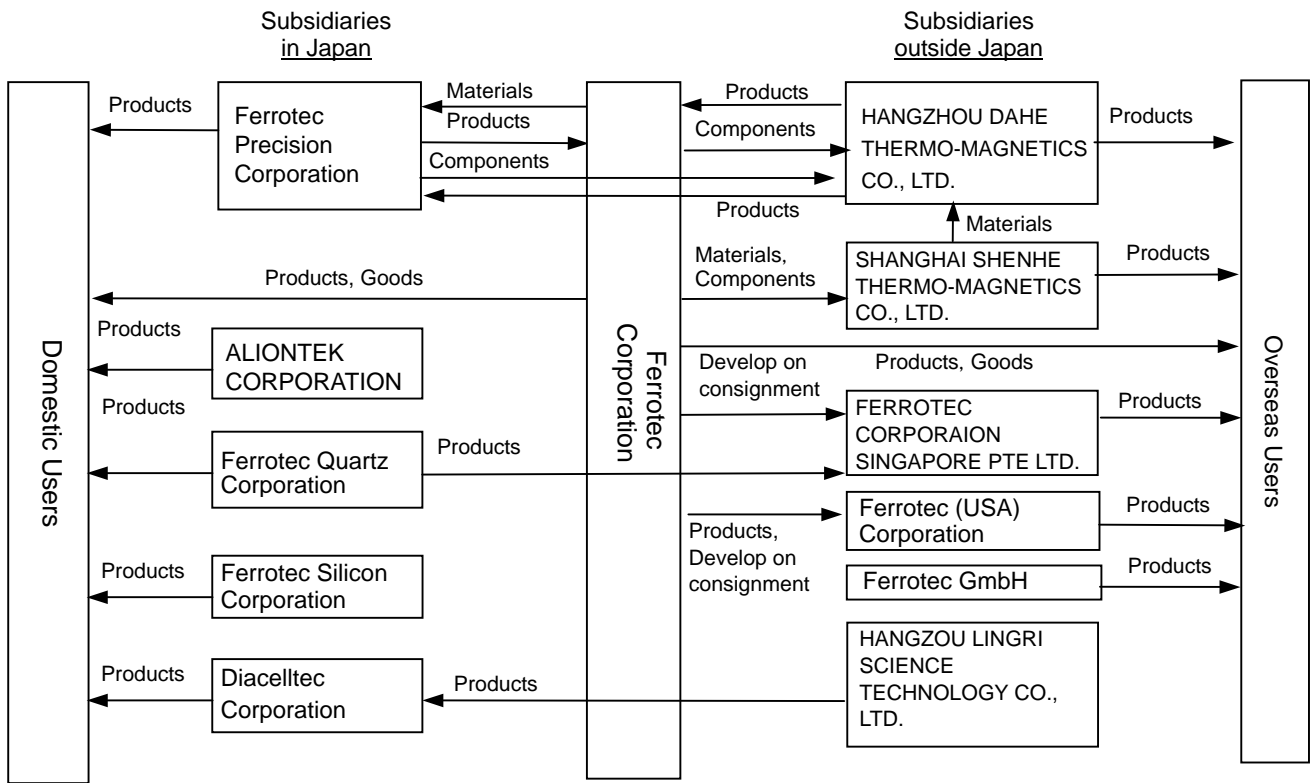 Subsidiaries
in Japan
Subsidiaries
outside Japan
Products
Ferrotec
Precision
Corporation
Materials
Products
Components
Products
Components
Products
HANGZHOU DAHE
THERMO-MAGNETICS
CO., LTD.
Products
Materials
Products, Goods
Materials,
Components
SHANGHAI SHENHE
THERMO-MAGNETICS
CO., LTD.
Products
Domestic Users
Ferrotec
Corporation
Overseas Users
Products
ALIONTEK
CORPORATION
Products, Goods
Develop on
consignment
FERROTEC
CORPORAION
SINGAPORE PTE LTD.
Products
Products
Ferrotec Quartz
Corporation
Products
Products,
Develop on
consignment
Ferrotec (USA)
Corporation
Products
Products
Ferrotec Silicon
Corporation
Ferrotec GmbH
Products
Products
Diacelltec
Corporation
Products
HANGZOU LINGRI
SCIENCE
TECHNOLOGY CO.,
LTD.